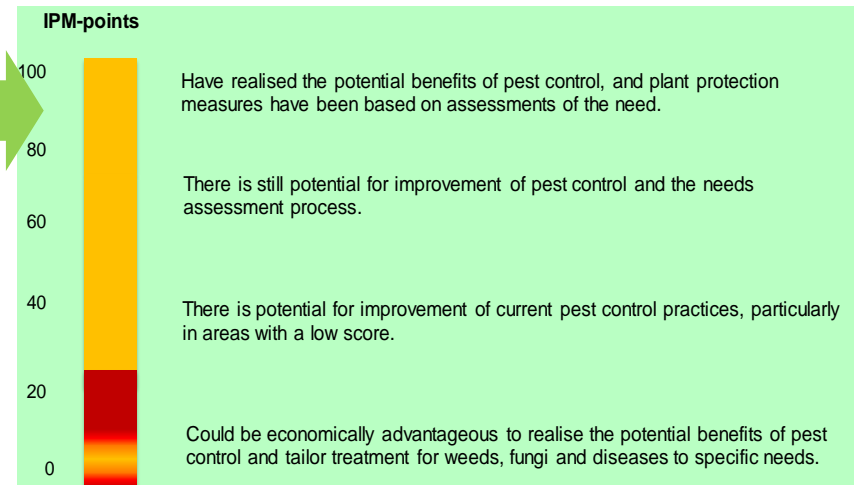 IPM-points
100
Have realised the potential benefits of pest control, and plant protection
measures have been based on assessments of the need.
80
There is still potential for improvement of pest control and the needs
assessment process.
60
40
There is potential for improvement of current pest control practices, particularly
in areas with a low score.
20
Could be economically advantageous to realise the potential benefits of pest
control and tailor treatment for weeds, fungi and diseases to specific needs.
0